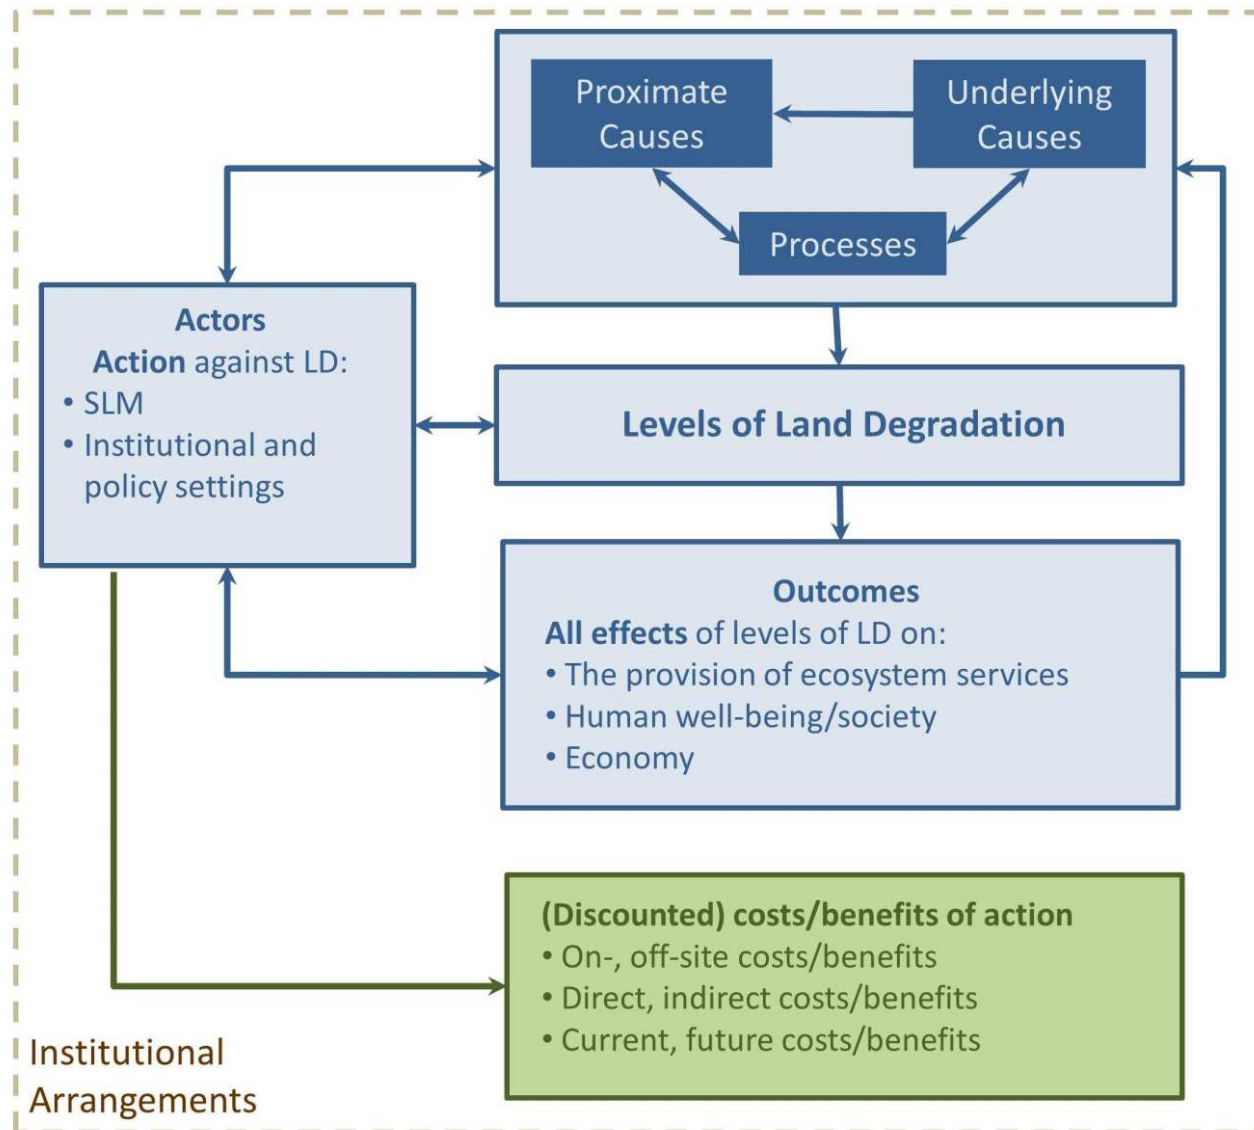 Proximate
Causes
Underlying
Causes
Processes
Actors
Action against LD:
• SLM
• Institutional and
policy settings
Levels of Land Degradation
Outcomes
All effects of levels of LD on:
• The provision of ecosystem services
• Human well-being/society
• Economy
(Discounted) costs/benefits of action
• On-, off-site costs/benefits
• Direct, indirect costs/benefits
• Current, future costs/benefits
Institutional
Arrangements